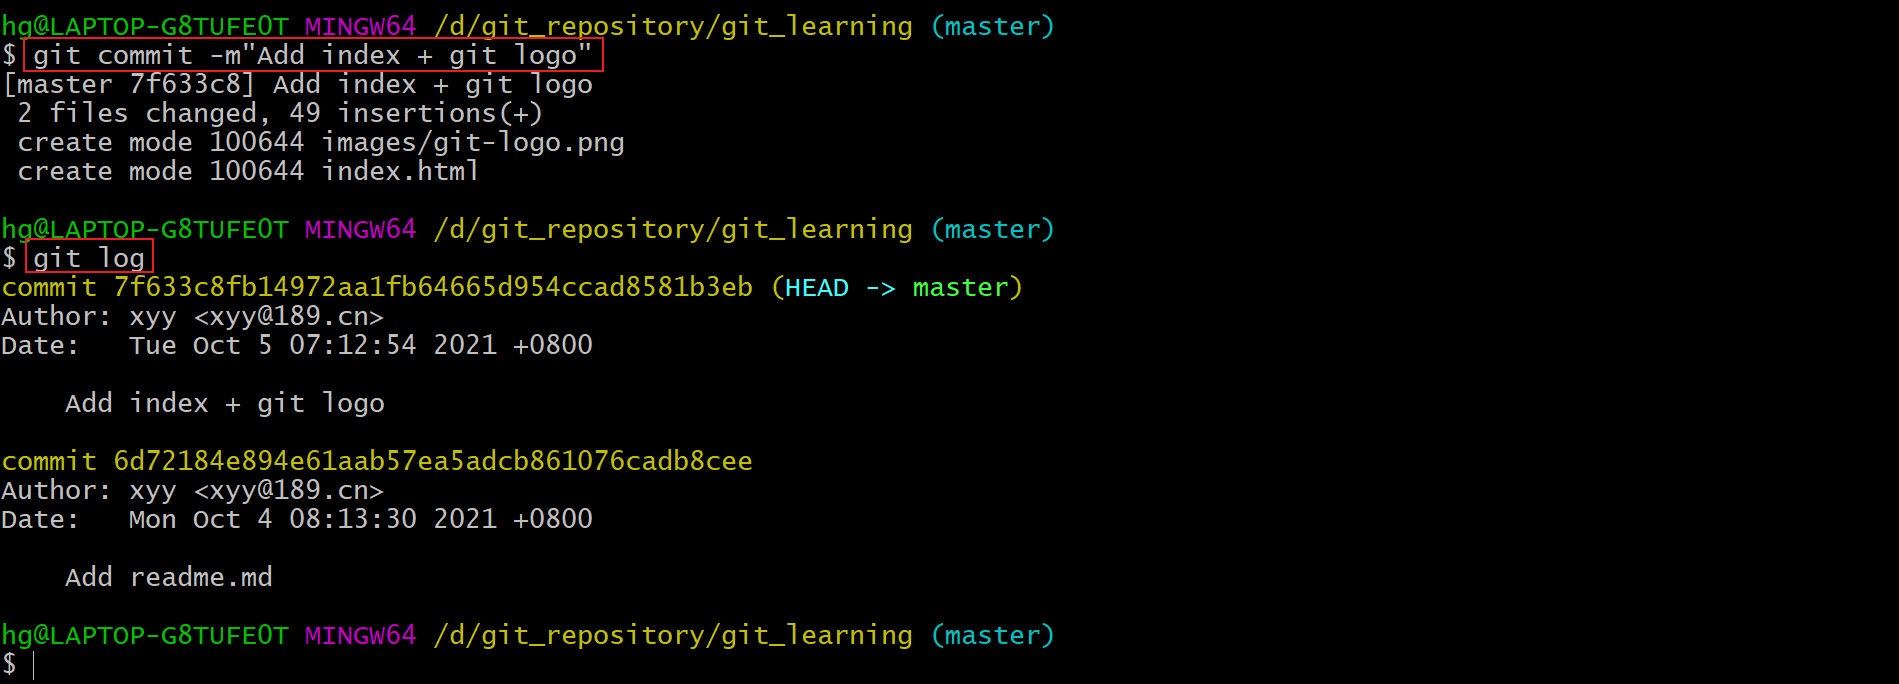 hg@LAPTOP-G8TUFE0T MINGW64 /d/git_repository/git_learning (master)
$ git commit -m"Add index + git logo"
[master 7f633c8] Add index + git logo
 2 files changed, 49 insertions(+)
 create mode 100644 images/git-logo.png
 create mode 100644 index.html

hg@LAPTOP-G8TUFE0T MINGW64 /d/git_repository/git_learning (master)
$ git log
commit 7f633c8fb14972aa1fb64665d954ccad8581b3eb (HEAD -> master)
Author: xyy <xyy@189.cn>
Date:   Tue Oct 5 07:12:54 2021 +0800

    Add index + git logo

commit 6d72184e894e61aab57ea5adcb861076cadb8cee
Author: xyy <xyy@189.cn>
Date:   Mon Oct 4 08:13:30 2021 +0800

    Add readme.md

hg@LAPTOP-G8TUFE0T MINGW64 /d/git_repository/git_learning (master)
$